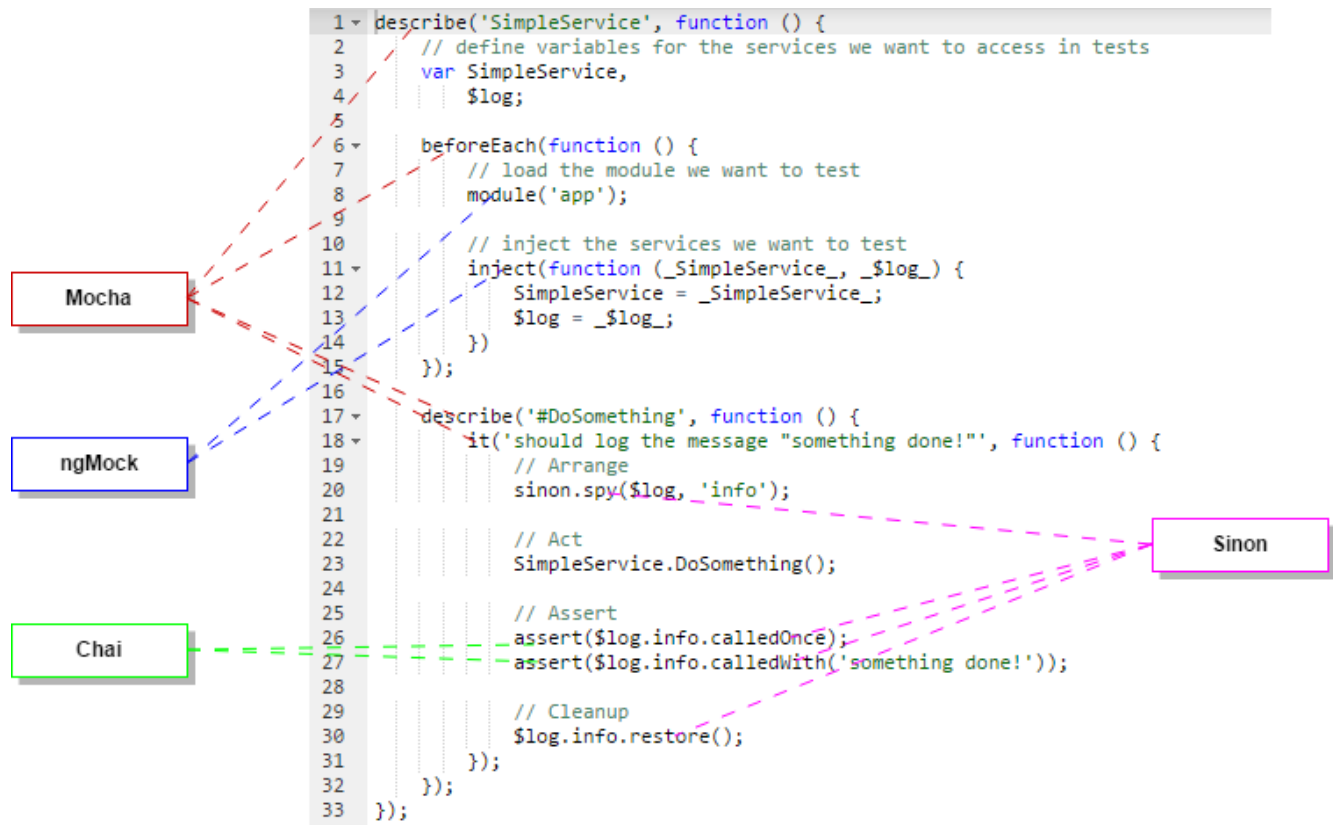 1 describe('SimpleService', function () {
2 // define variables for the services we want to access in tests
3 var SimpleService,
4 $log;
5
6 beforeEach(function () {
7 // load the module we want to test
8 module('app');
9
10 // inject the services we want to test
11 inject(function (_SimpleService_, _$log_) {
12 SimpleService = _SimpleService_;
13 $log = _$log_;
14 })
15 });
16
17 describe('#DoSomething', function () {
18 it('should log the message "something done!"', function () {
19 // Arrange
20 sinon.spy($log, 'info');
21
22 // Act
23 SimpleService.DoSomething();
24
25 // Assert
26 assert($log.info.calledOnce);
27 assert($log.info.calledWith('something done!'));
28
29 // Cleanup
30 $log.info.restore();
31 });
32 });
33 });
Mocha
ngMock
Chai
Sinon